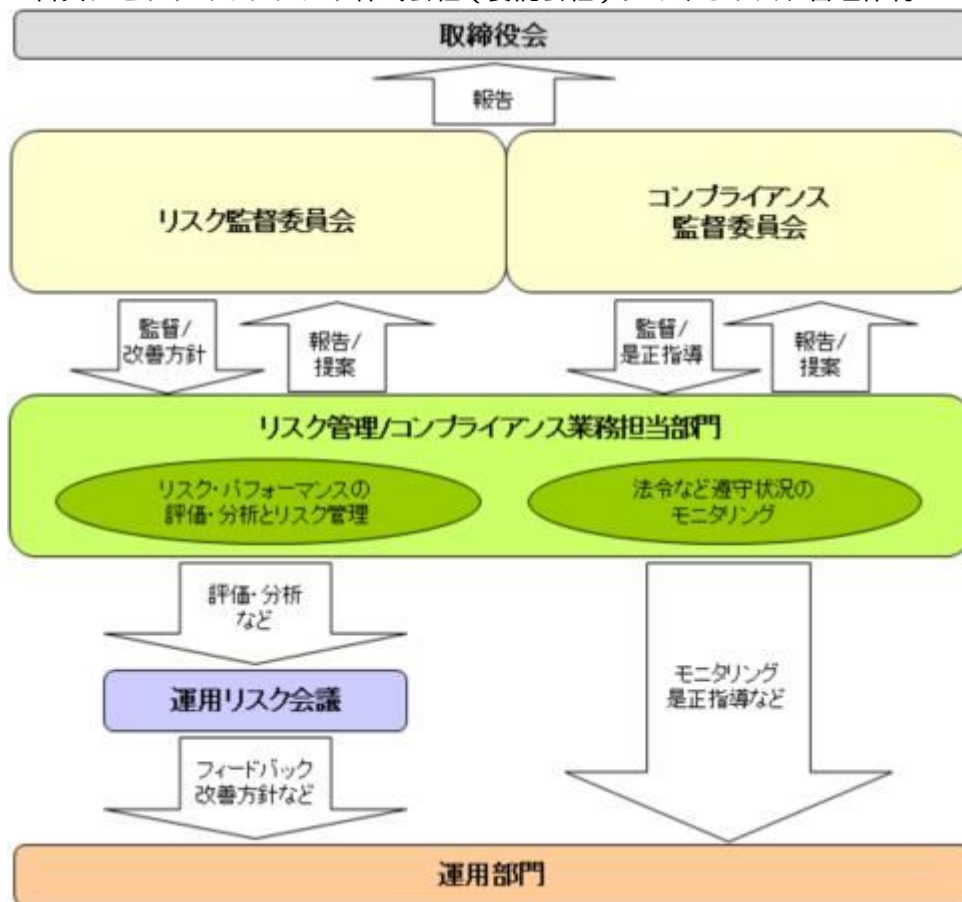 取締役会
報告
リスク監督委員会
コンプライアンス
監督委員会
監督/
改善方針
報告/
提案
監督/
是正指導
報告/
提案
リスク管理/コンプライアンス業務担当部門
リスク・パフォーマンスの
評価・分析とリスク管理
法令など遵守状況の
モニタリング
評価・分析
など
運用リスク会議
モニタリング
是正指導など
フィードバック
改善方針など
運用部門